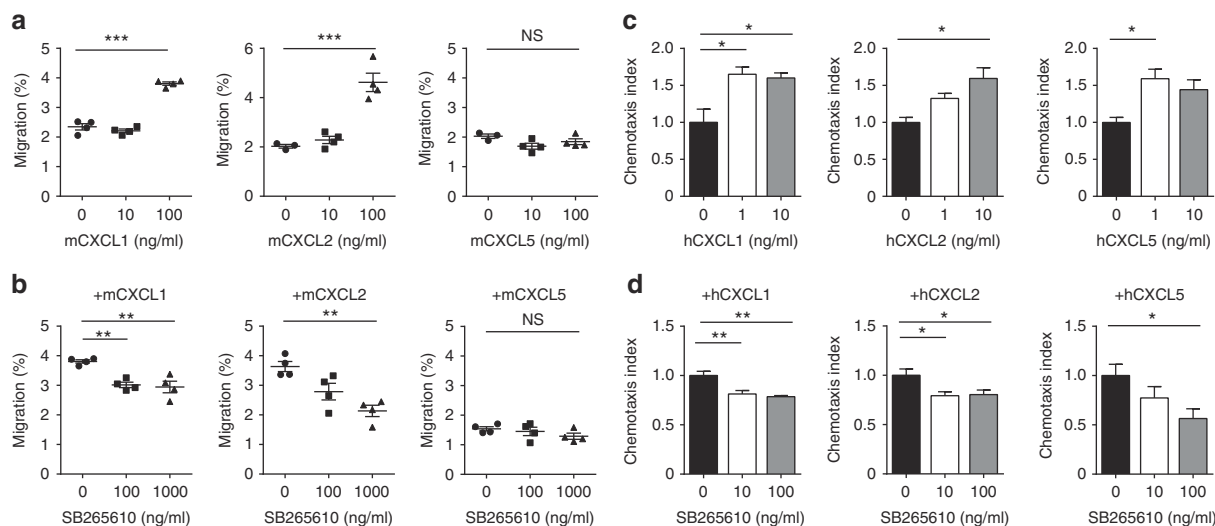 a
Migration (%)
5
4
3
2
1
0
***
0 10 100
mCXCL1 (ng/ml)
Migration (%)
6
4
2
0
***
0 10 100
mCXCL2 (ng/ml)
Migration (%)
5
4
3
2
1
0
NS
0 10 100
mCXCL5 (ng/ml)
b
+mCXCL1
Migration (%)
5
4
3
2
1
0
**
**
0 100 1000
SB265610 (ng/ml)
+mCXCL2
Migration (%)
5
4
3
2
1
0
**
0 100 1000
SB265610 (ng/ml)
+mCXCL5
Migration (%)
5
4
3
2
1
0
NS
0 100 1000
SB265610 (ng/ml)
c
Chemotaxis index
2.0
1.5
1.0
0.5
*
*
0 1 10
hCXCL1 (ng/ml)
Chemotaxis index
2.0
1.5
1.0
0.5
*
0 1 10
hCXCL2 (ng/ml)
Chemotaxis index
2.0
1.5
1.0
0.5
*
0 1 10
hCXCL5 (ng/ml)
d
+hCXCL1
Chemotaxis index
1.5
1.0
0.5
0.0
**
**
0 10 100
SB265610 (ng/ml)
+hCXCL2
Chemotaxis index
1.5
1.0
0.5
0.0
*
*
0 10 100
SB265610 (ng/ml)
+hCXCL5
Chemotaxis index
1.5
1.0
0.5
0.0
*
0 10 100
SB265610 (ng/ml)